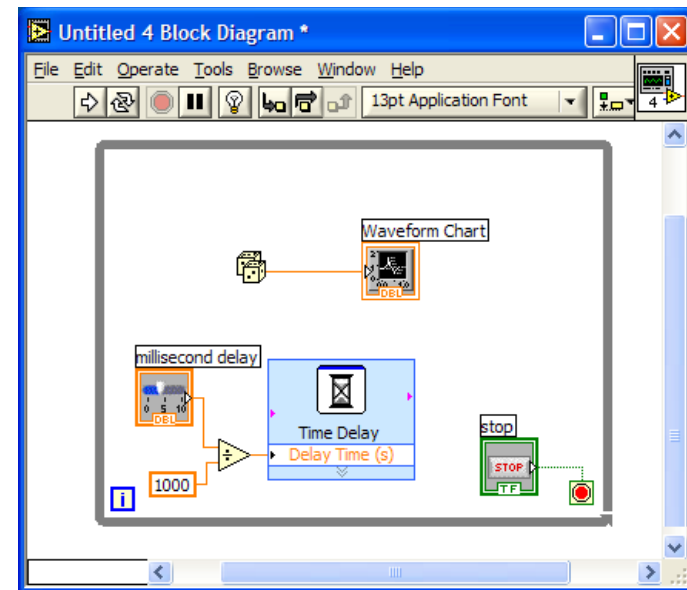 Untitled 4 Block Diagram *
File Edit Operate Tools Browse Window Help
13pt Application Font
4
Waveform Chart
DBL
millisecond delay
0 5 10
DBL
Time Delay
Delay Time (s)
1000
i
stop
STOP
TF